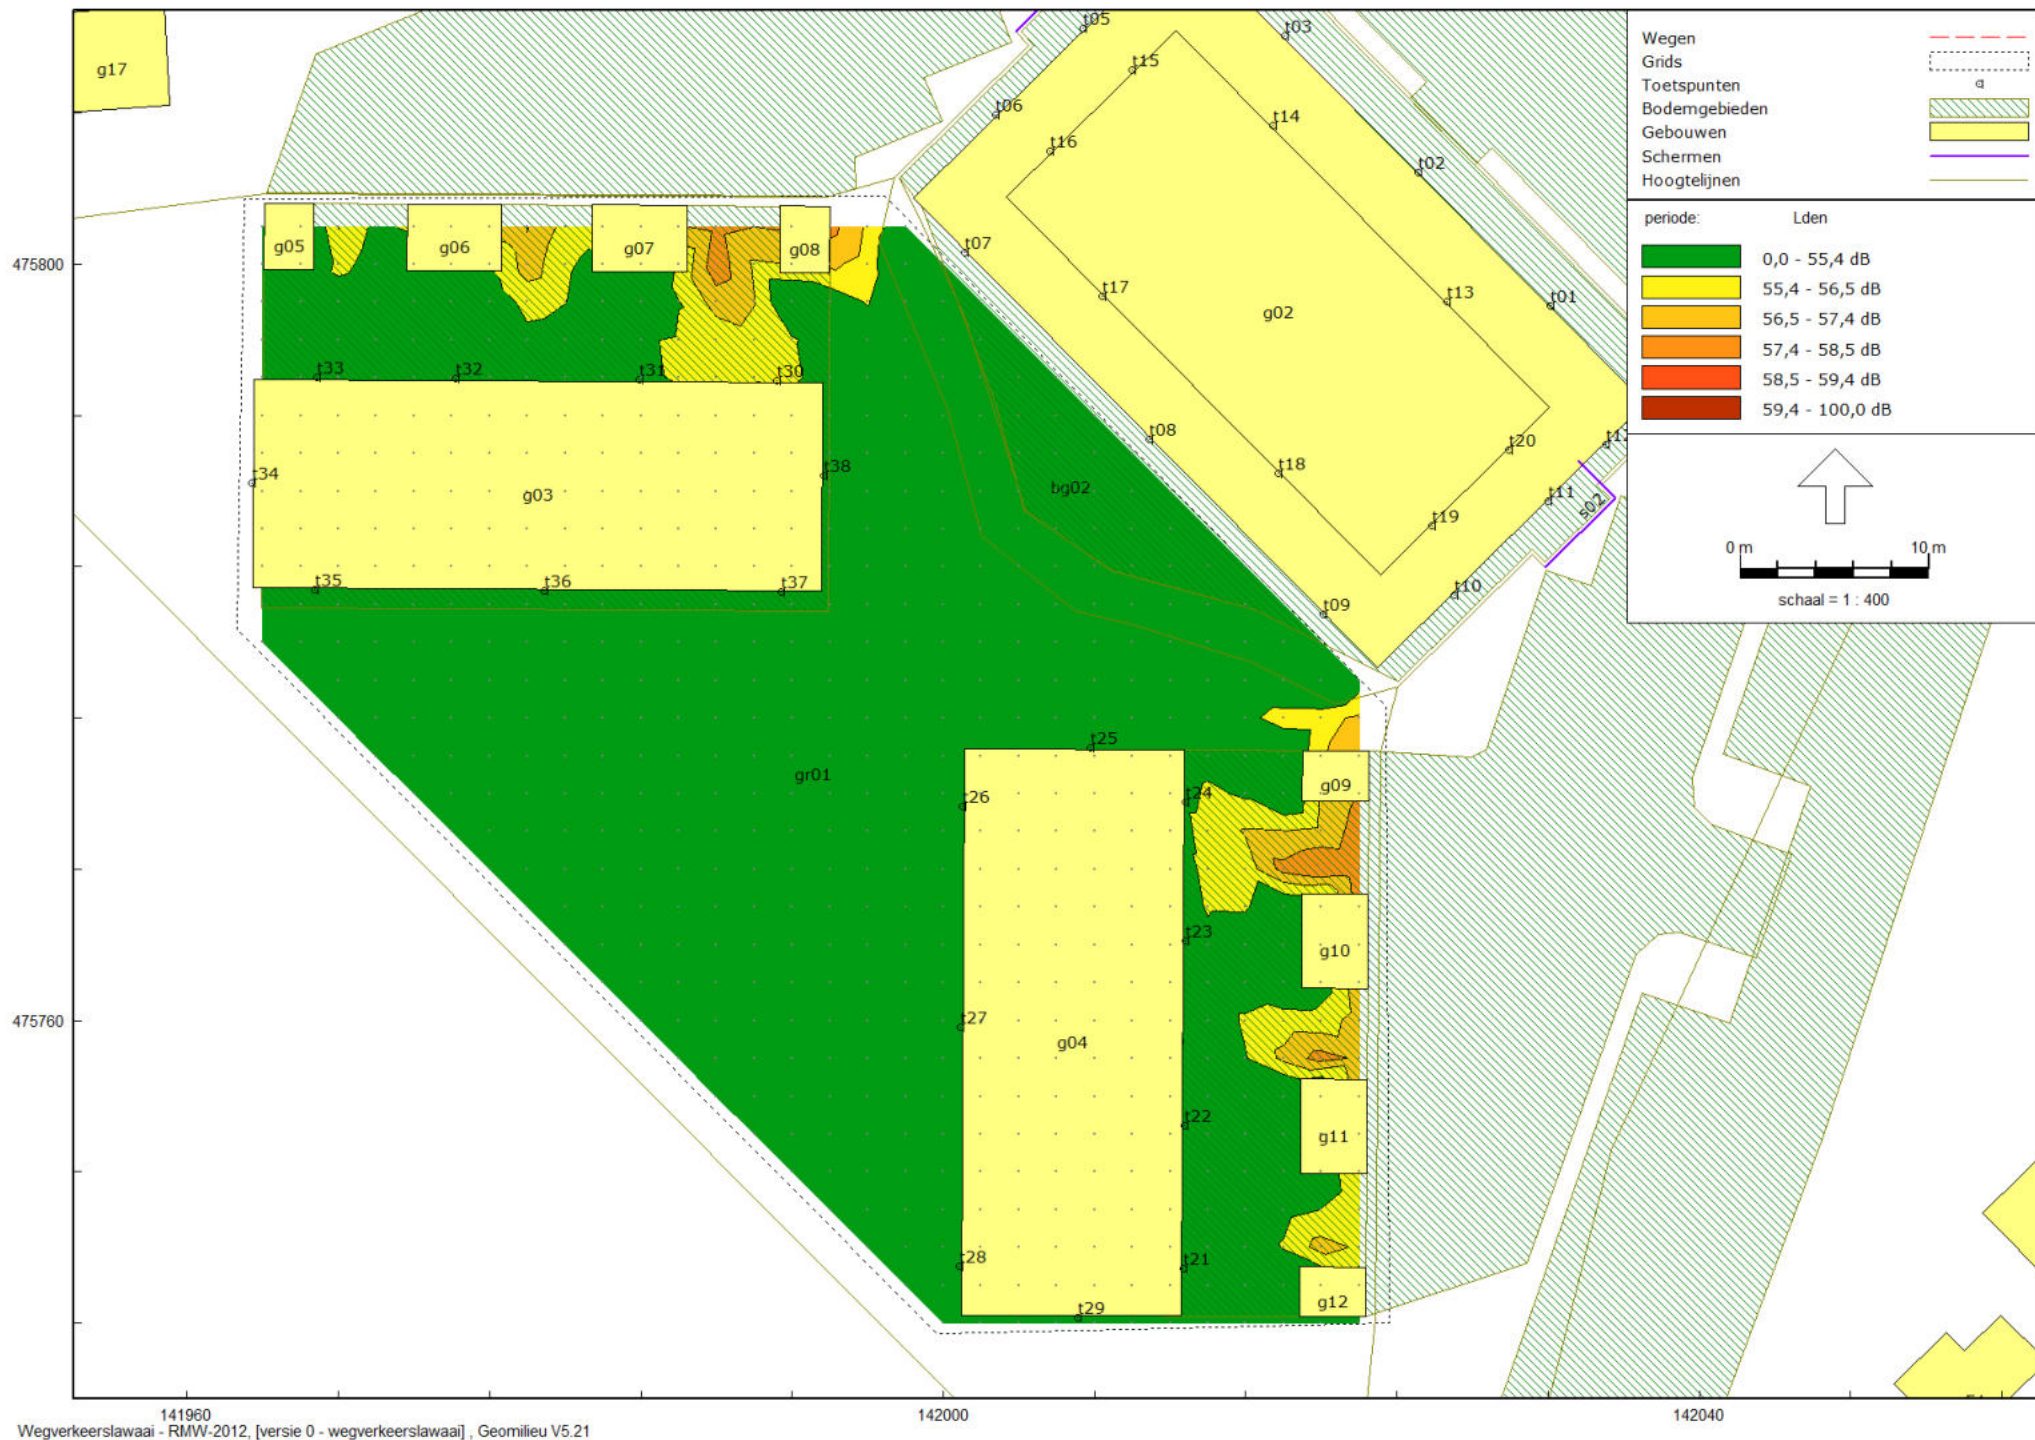 g17
t05
t03
t15
t06
t14
t16
t02
g05
g06
g07
g08
t07
475800
t17
g02
t13
t01
t33
t32
t31
t30
t08
t20
t34
g03
t38
bg02
t18
t11
s02
t19
t35
t36
t37
t10
t09
t25
gr01
t26
t24
g09
t23
g10
475760
t27
g04
t22
g11
t28
t21
t29
g12
Wegen
Grids
Toetspunten
Bodemgebieden
Gebouwen
Schermen
Hoogtelijnen
periode: Lden
0,0 - 55,4 dB
55,4 - 56,5 dB
56,5 - 57,4 dB
57,4 - 58,5 dB
58,5 - 59,4 dB
59,4 - 100,0 dB
0 m 10 m
schaal = 1 : 400
141960 142000 142040
Wegverkeerslawaai - RMW-2012, [versie 0 - wegverkeerslawaai] , Geomilieu V5.21